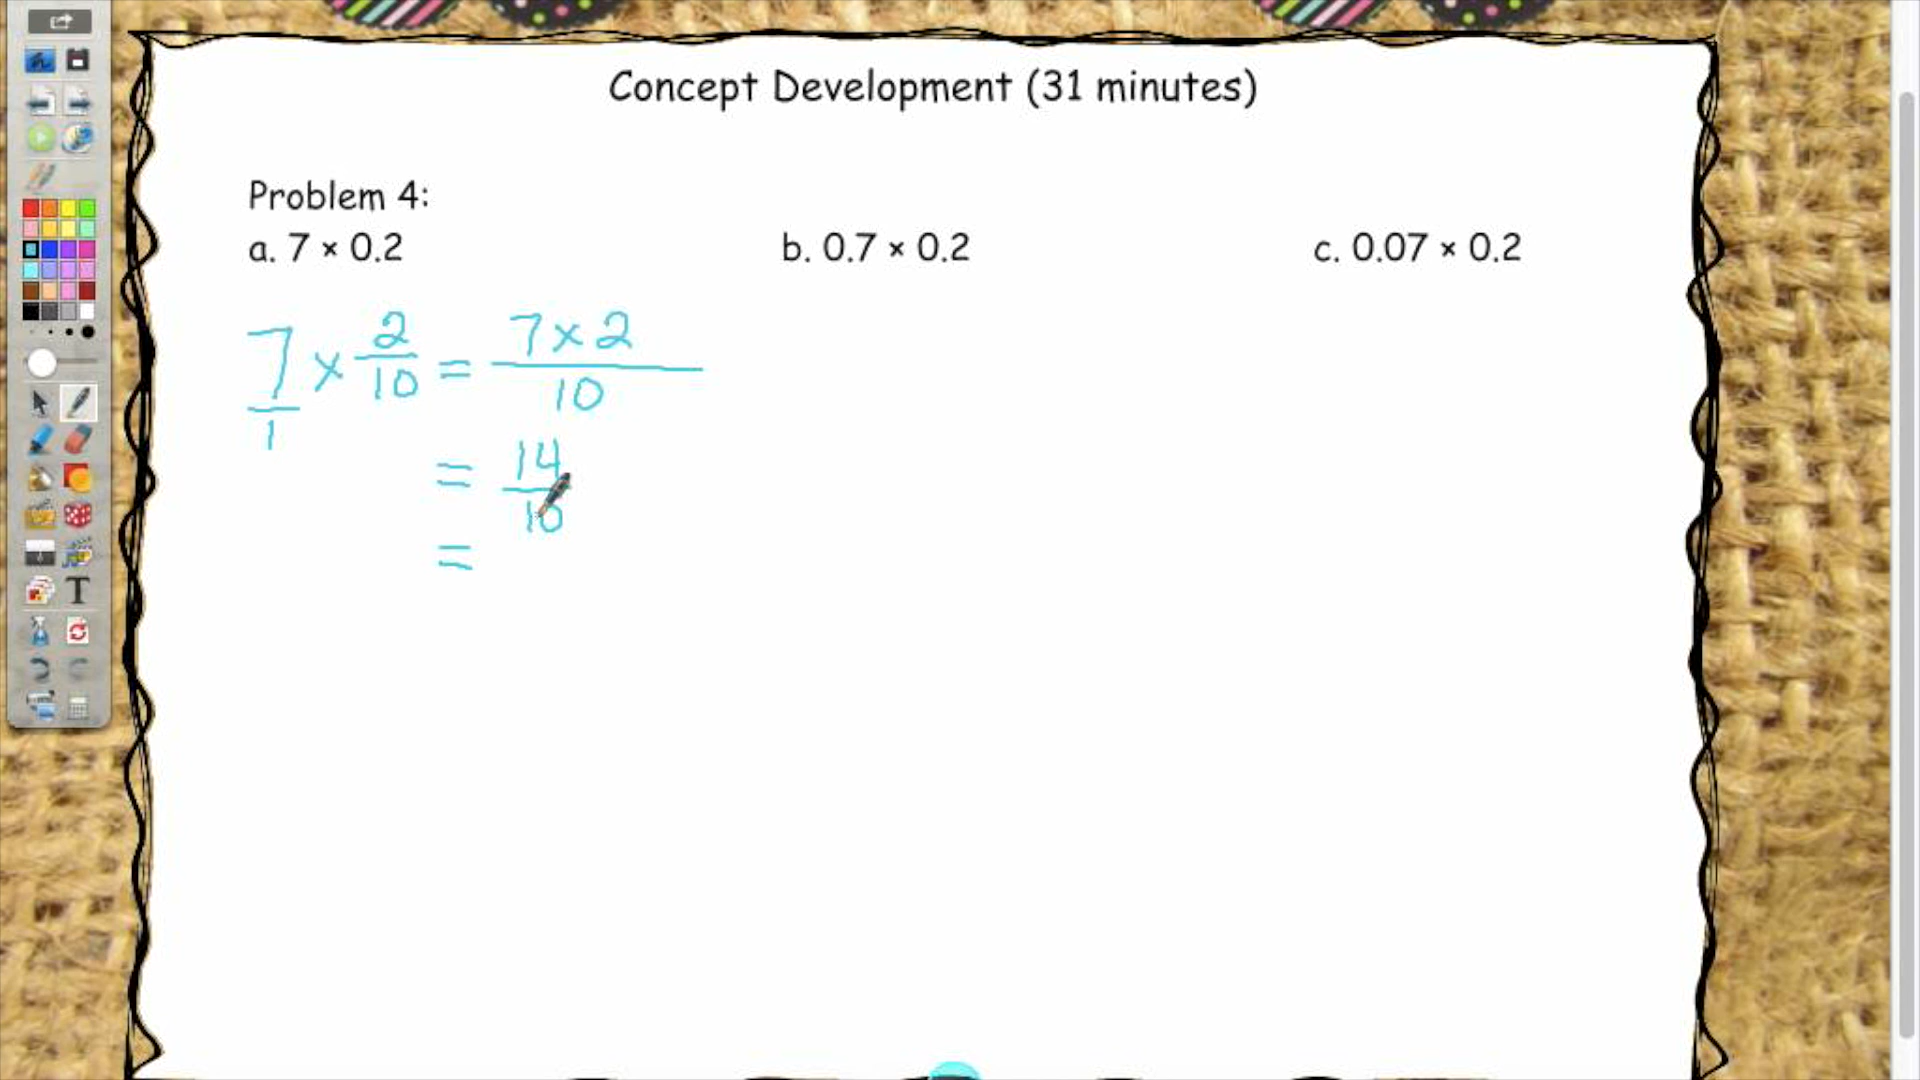 Concept Development (31 minutes)
Problem 4:
a. 7 × 0.2
b. 0.7 × 0.2
c. 0.07 × 0.2
7/1 × 2/10 = 7 × 2/10
= 14/10
=
T